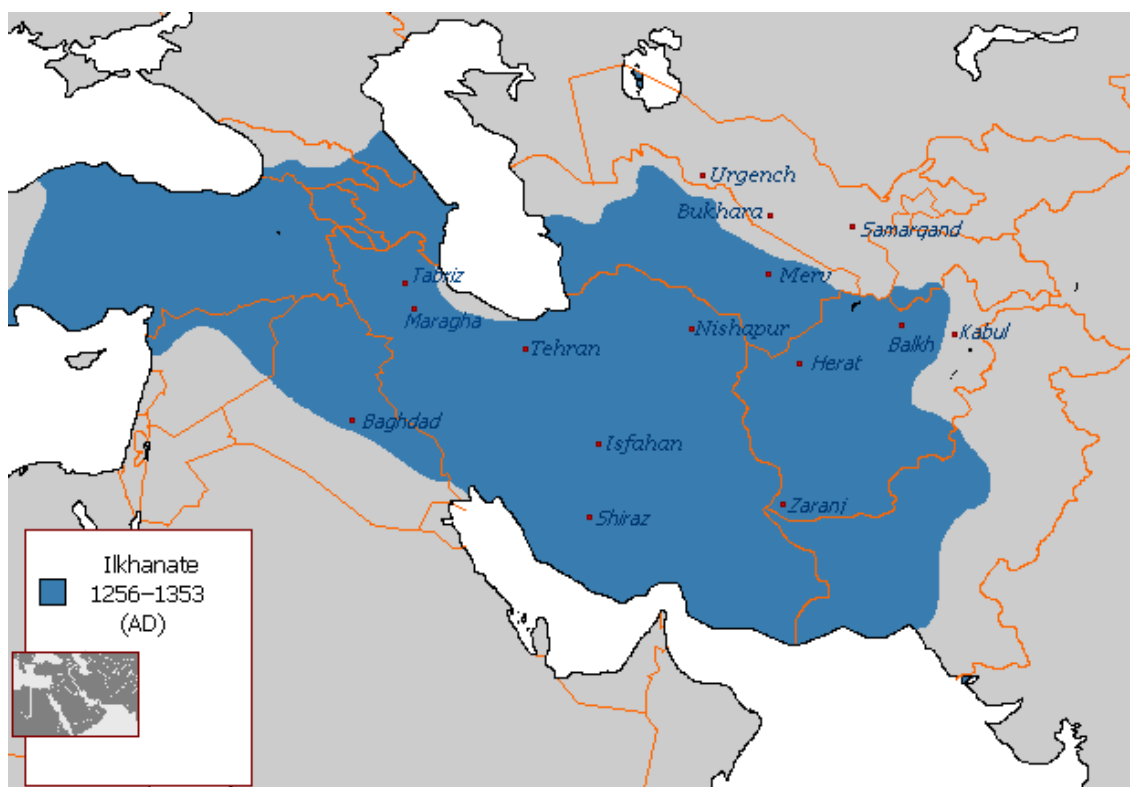 Urgench
Bukhara
Samarqand
Tabriz
Merv
Maragha
Nishapur
Balkh
Kabul
Tehran
Herat
Baghdad
Isfahan
Zaranj
Shiraz
Ilkhanate
1256–1353
(AD)